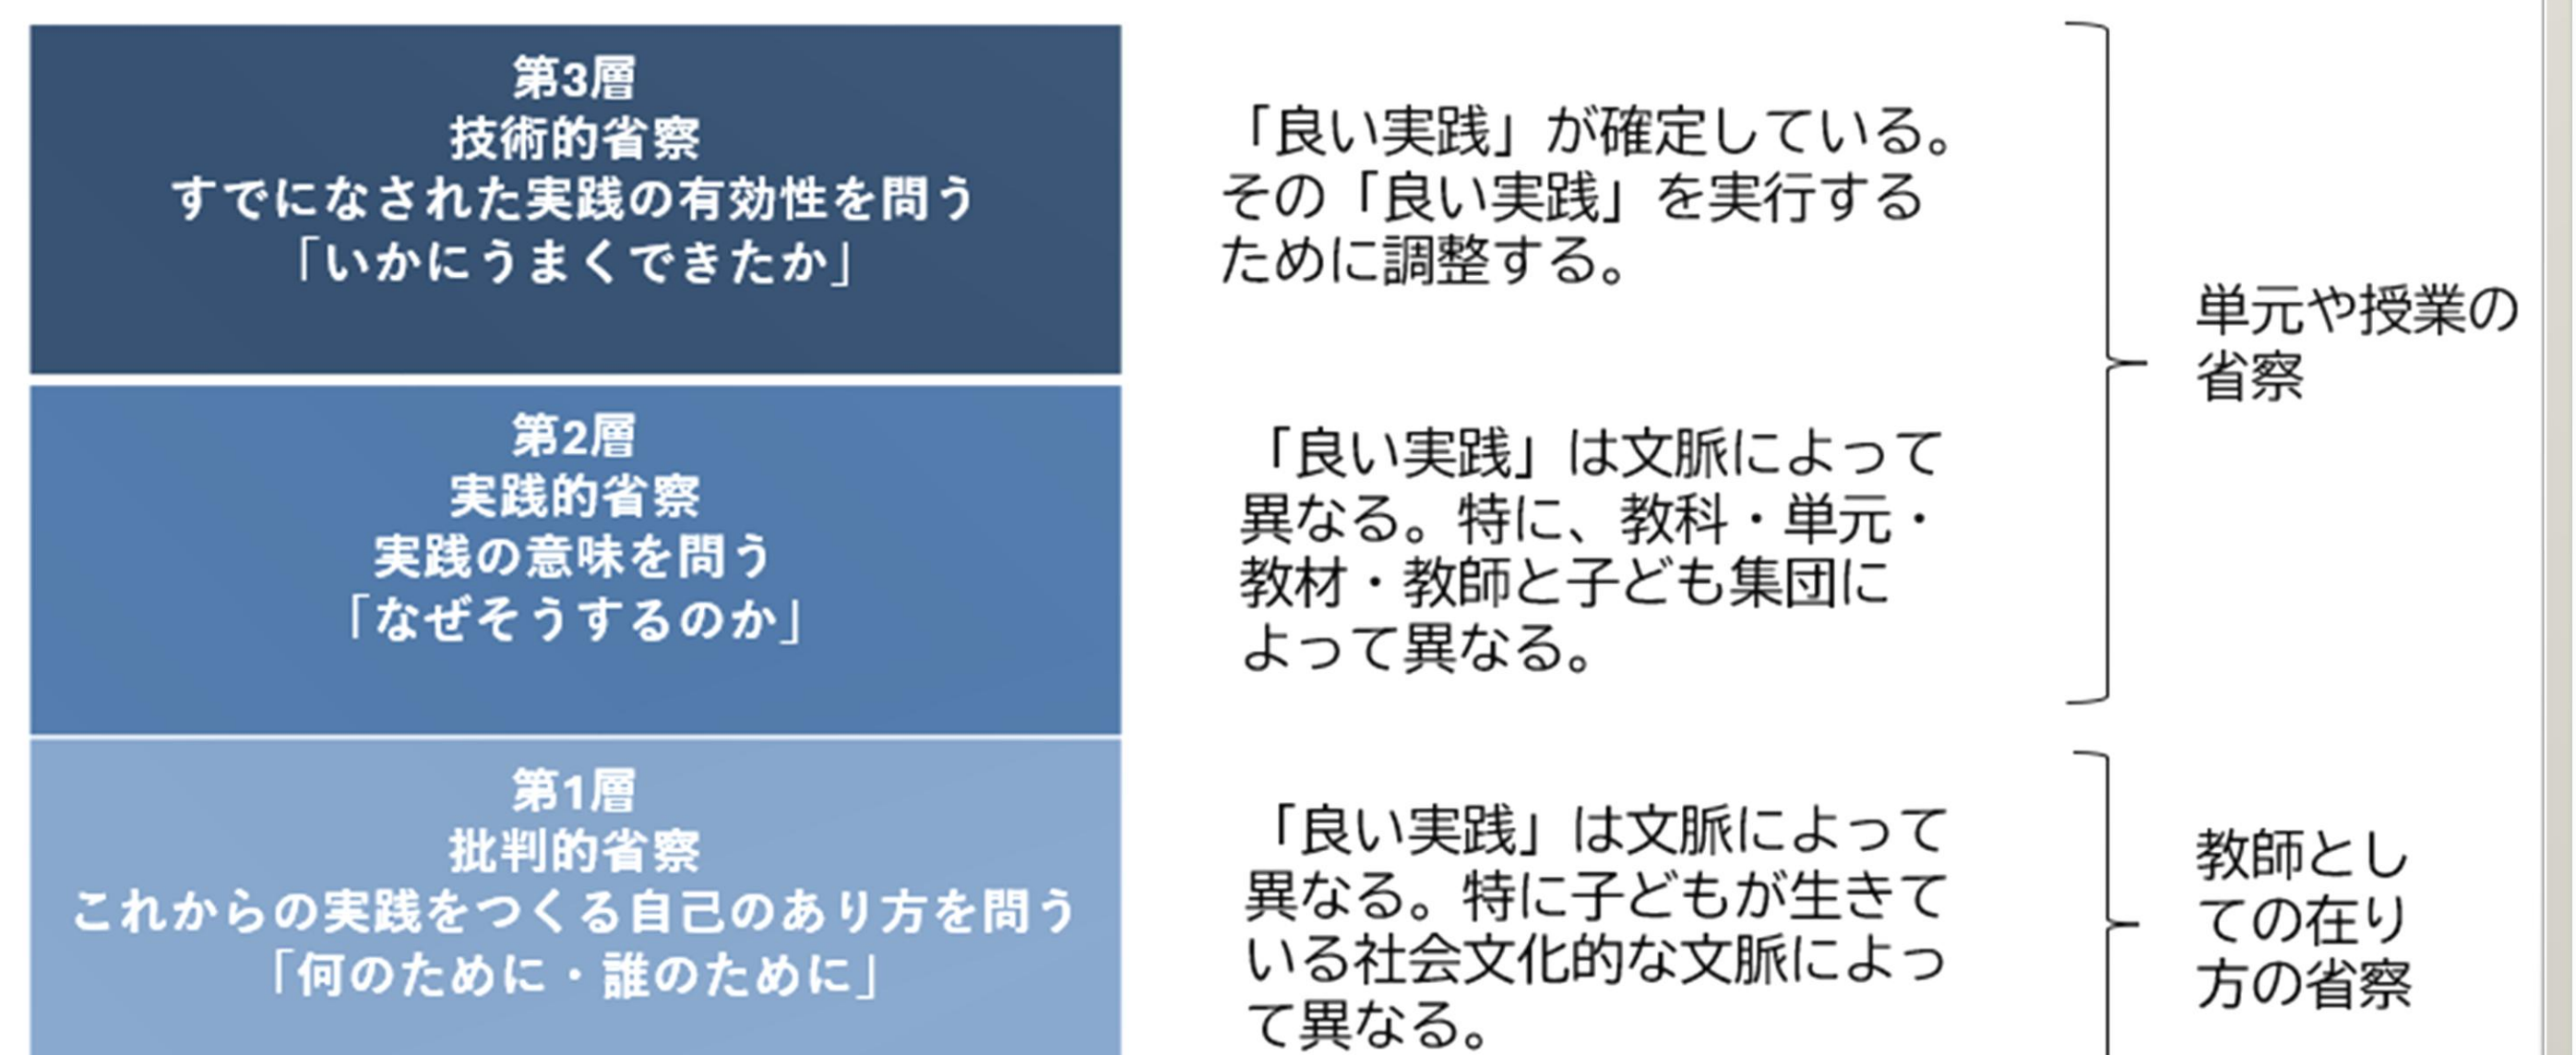 第3層
技術的省察
すでになされた実践の有効性を問う
「いかにうまくできたか」
「良い実践」が確定している。
その「良い実践」を実行する
ために調整する。
単元や授業の
省察
第2層
実践的省察
実践の意味を問う
「なぜそうするのか」
「良い実践」は文脈によって
異なる。特に、教科・単元・
教材・教師と子ども集団に
よって異なる。
第1層
批判的省察
これからの実践をつくる自己のあり方を問う
「何のために・誰のために」
「良い実践」は文脈によって
異なる。特に子どもが生きて
いる社会文化的な文脈によっ
て異なる。
教師とし
ての在り
方の省察